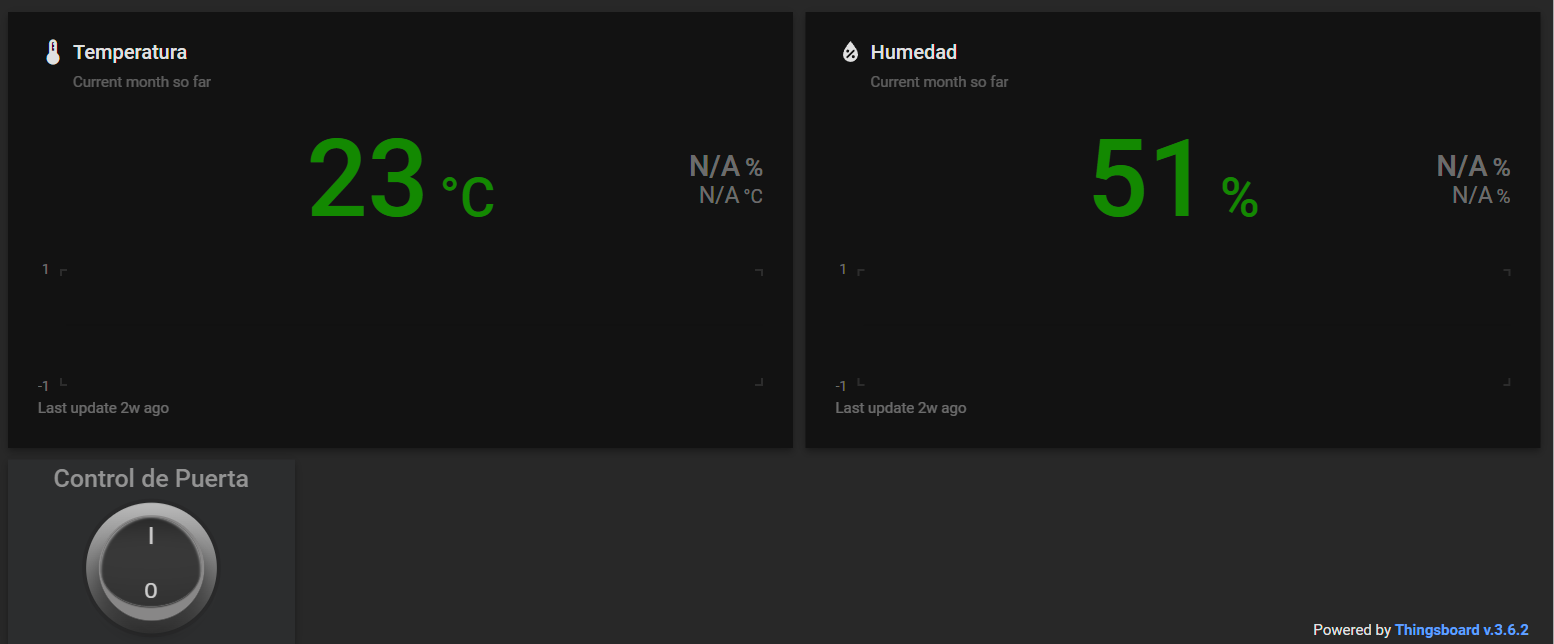 Temperatura
Current month so far
23 °C
N/A %
N/A °C
1
-1
Last update 2w ago
Humedad
Current month so far
51 %
N/A %
N/A %
1
-1
Last update 2w ago
Control de Puerta
I
0
Powered by Thingsboard v.3.6.2